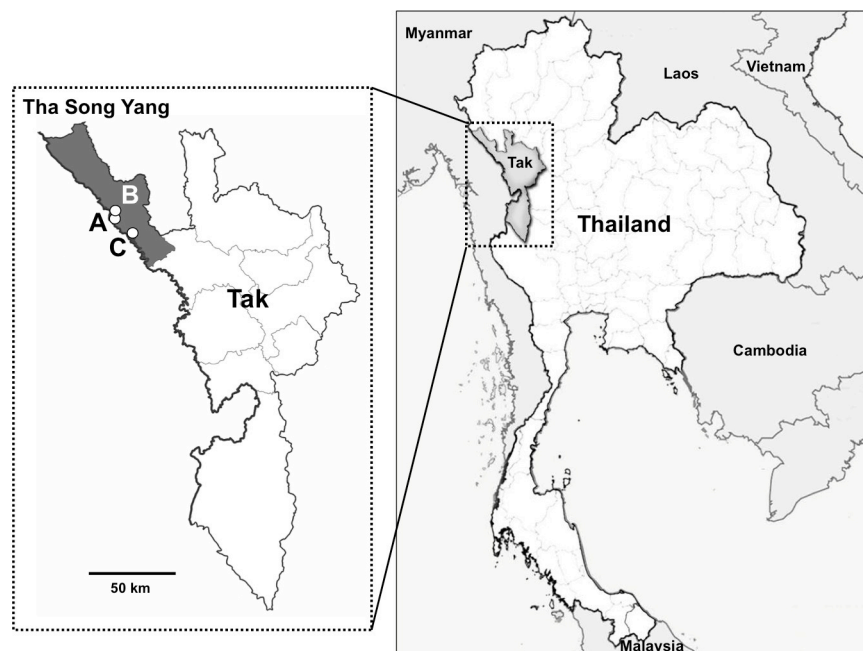 Tha Song Yang
B
A
C
Tak
50 km
Myanmar
Laos
Vietnam
Tak
Thailand
Cambodia
Malaysia